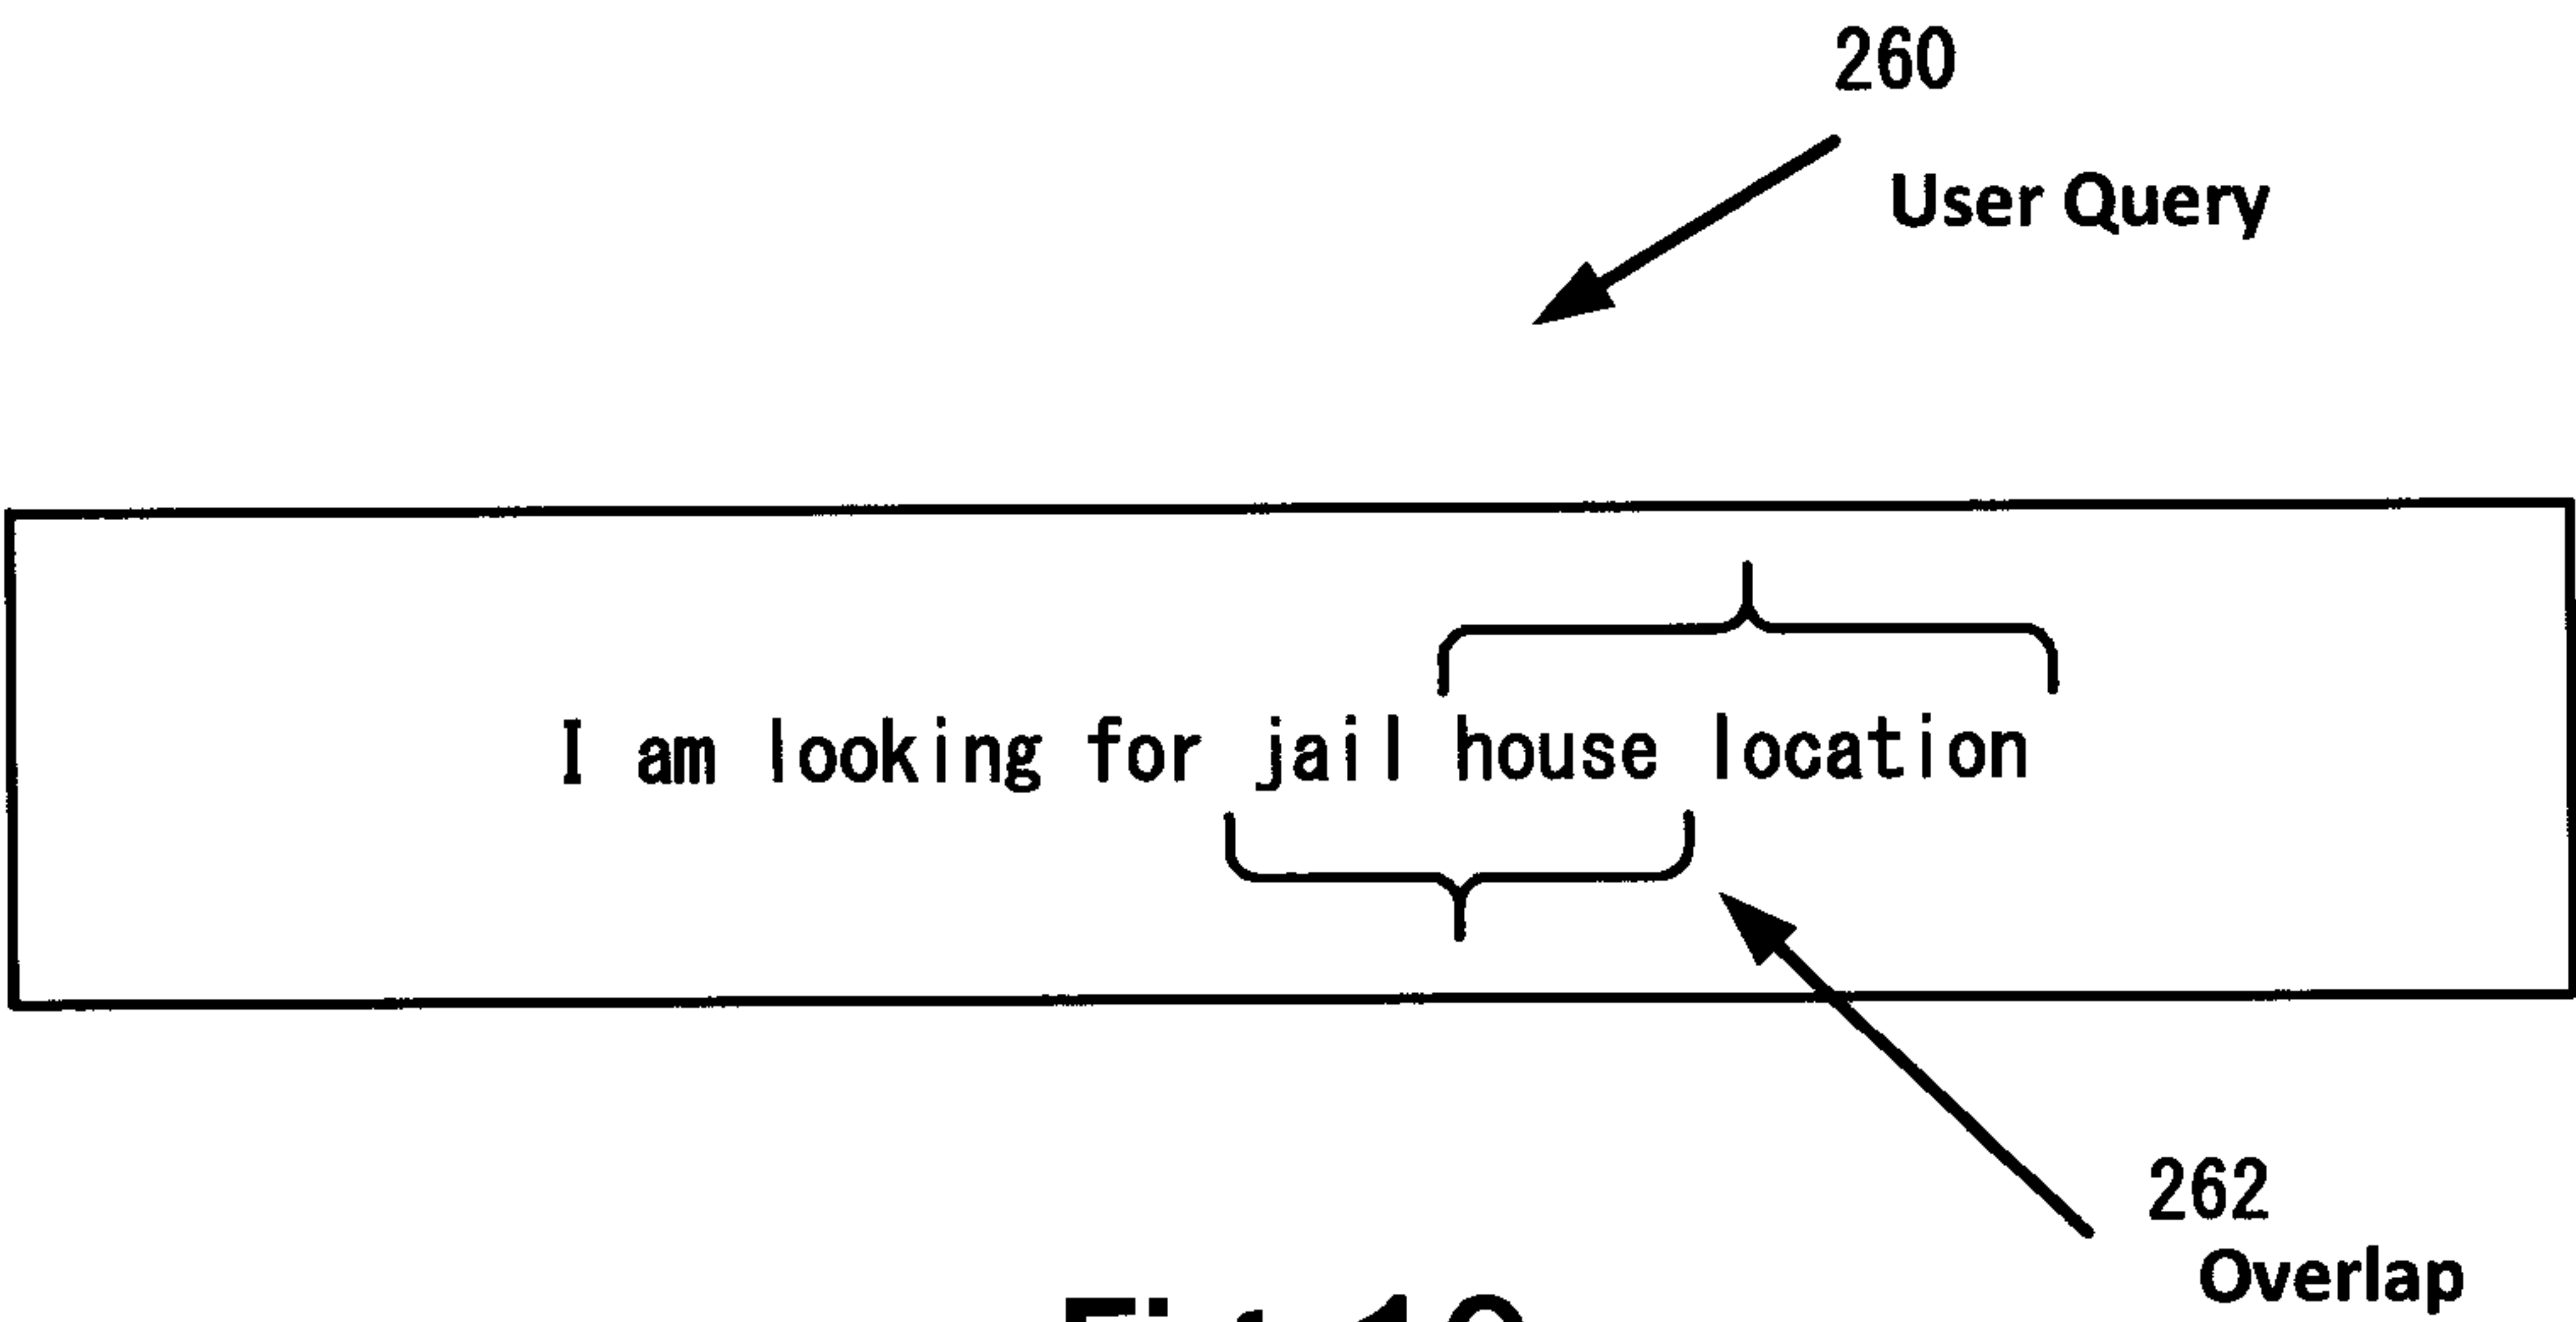 260
User Query
I am looking for jail house location
262
Overlap